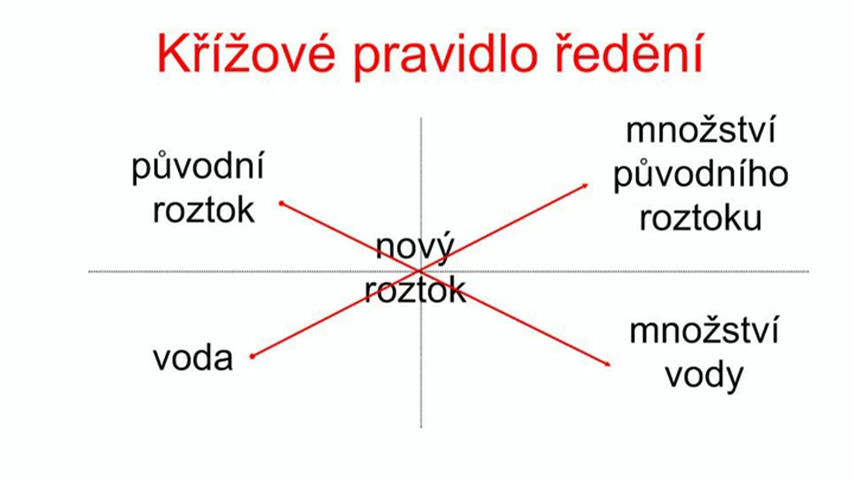 Křížové pravidlo ředění
původní
roztok
množství
původního
roztoku
nový
roztok
voda
množství
vody